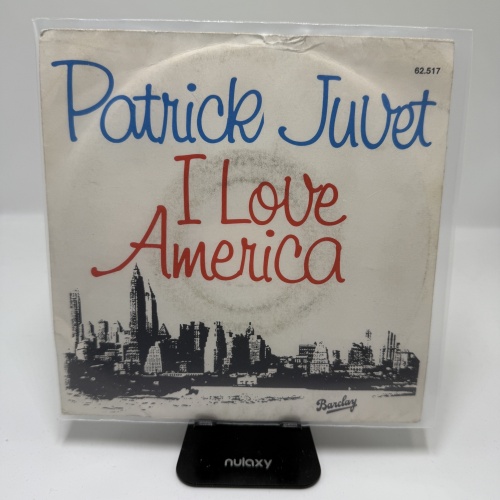 Patrick Juvet
62.517
I Love
America
Barclay
nulaxy